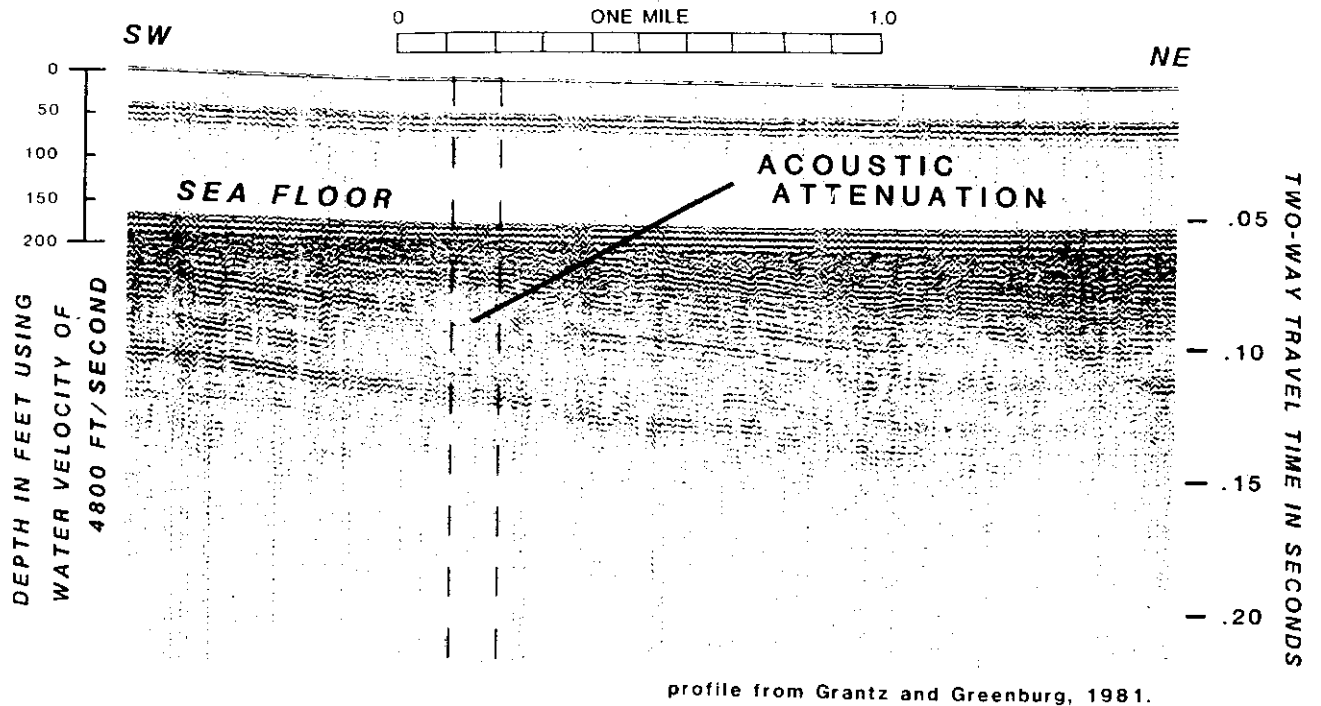 0 ONE MILE 1.0
SW
NE
0
50
100
150
200
SEA FLOOR
ACOUSTIC
ATTENUATION
DEPTH IN FEET USING
WATER VELOCITY OF
4800 FT/SECOND
.05
.10
.15
.20
TWO-WAY TRAVEL TIME IN SECONDS
profile from Grantz and Greenburg, 1981.